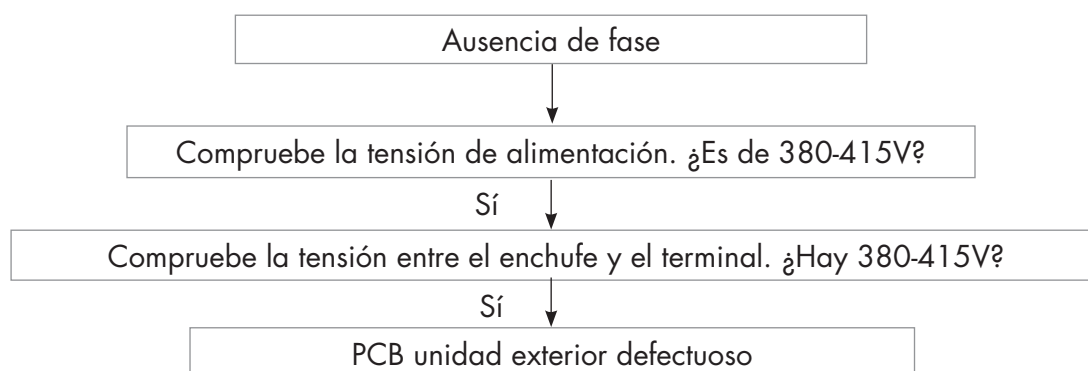 Ausencia de fase
Compruebe la tensión de alimentación. ¿Es de 380-415V?
Sí
Compruebe la tensión entre el enchufe y el terminal. ¿Hay 380-415V?
Sí
PCB unidad exterior defectuoso